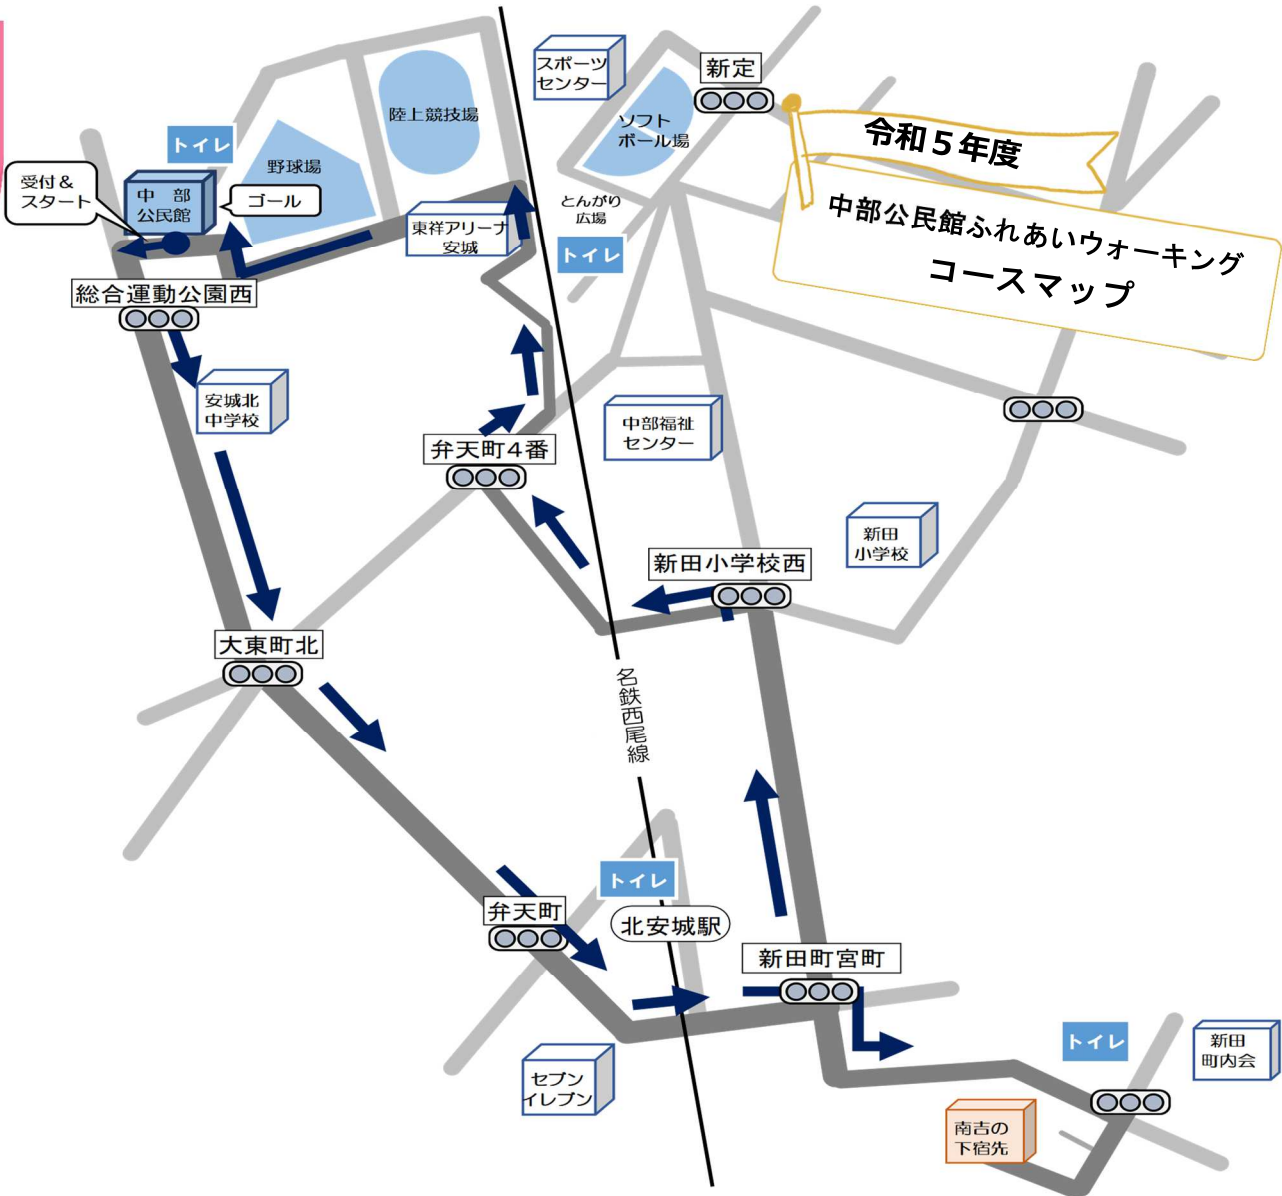 令和５年度
中部公民館ふれあいウォーキング
コースマップ
スポーツ
センター
新定
ソフト
ボール場
陸上競技場
トイレ
野球場
受付＆
スタート
中　部
公民館
ゴール
東祥アリーナ
安城
とんがり
広場
トイレ
総合運動公園西
安城北
中学校
中部福祉
センター
弁天町４番
新田
小学校
新田小学校西
大東町北
名鉄西尾線
トイレ
弁天町
北安城駅
新田町宮町
トイレ
新田
町内会
セブン
イレブン
南吉の
下宿先